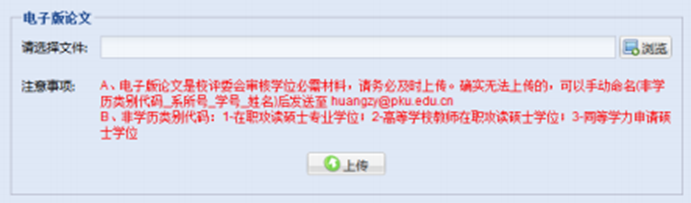 电子版论文
请选择文件:
浏览
注意事项:
A、电子版论文是校评委会审核学位必需材料，请务必及时上传。确实无法上传的，可以手动命名(非学
历类别代码_系所号_学号_姓名)后发送至 huangzy@pku.edu.cn
B、非学历类别代码：1-在职攻读硕士专业学位；2-高等学校教师在职攻读硕士学位；3-同等学力申请硕
士学位
上传